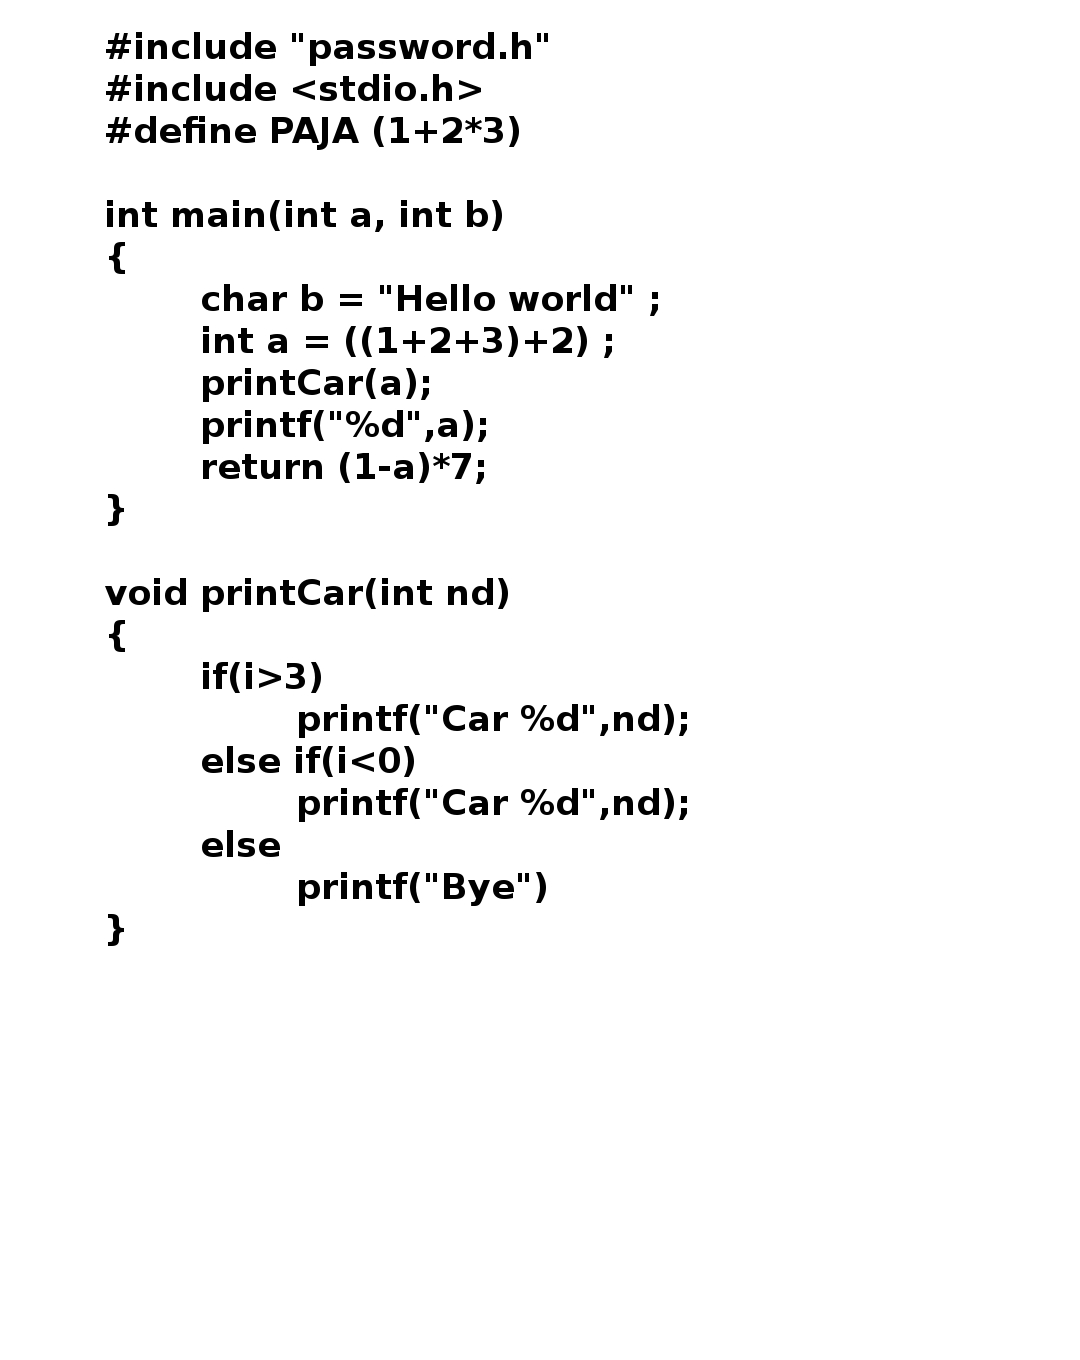 #include "password.h"
#include <stdio.h>
#define PAJA (1+2*3)

int main(int a, int b)
{
	char b = "Hello world" ;
	int a = ((1+2+3)+2) ;
	printCar(a);
	printf("%d",a);
	return (1-a)*7;
}

void printCar(int nd)
{
	if(i>3)
		printf("Car %d",nd);
	else if(i<0)
		printf("Car %d",nd);
	else
		printf("Bye")
}